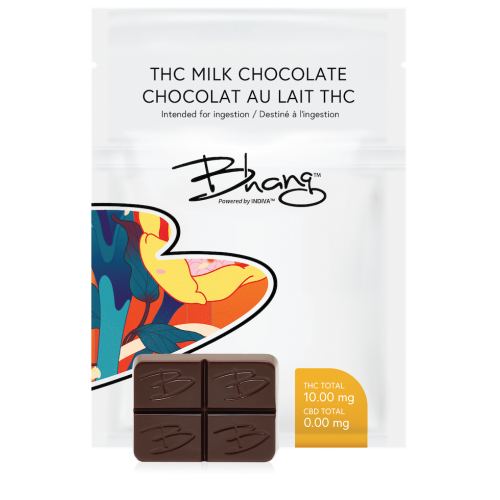 THC MILK CHOCOLATE
CHOCOLAT AU LAIT THC
Intended for ingestion / Destiné à l'ingestion
Bhang™
Powered by INDIVA™
THC TOTAL
10.00 mg
CBD TOTAL
0.00 mg
B B
B B